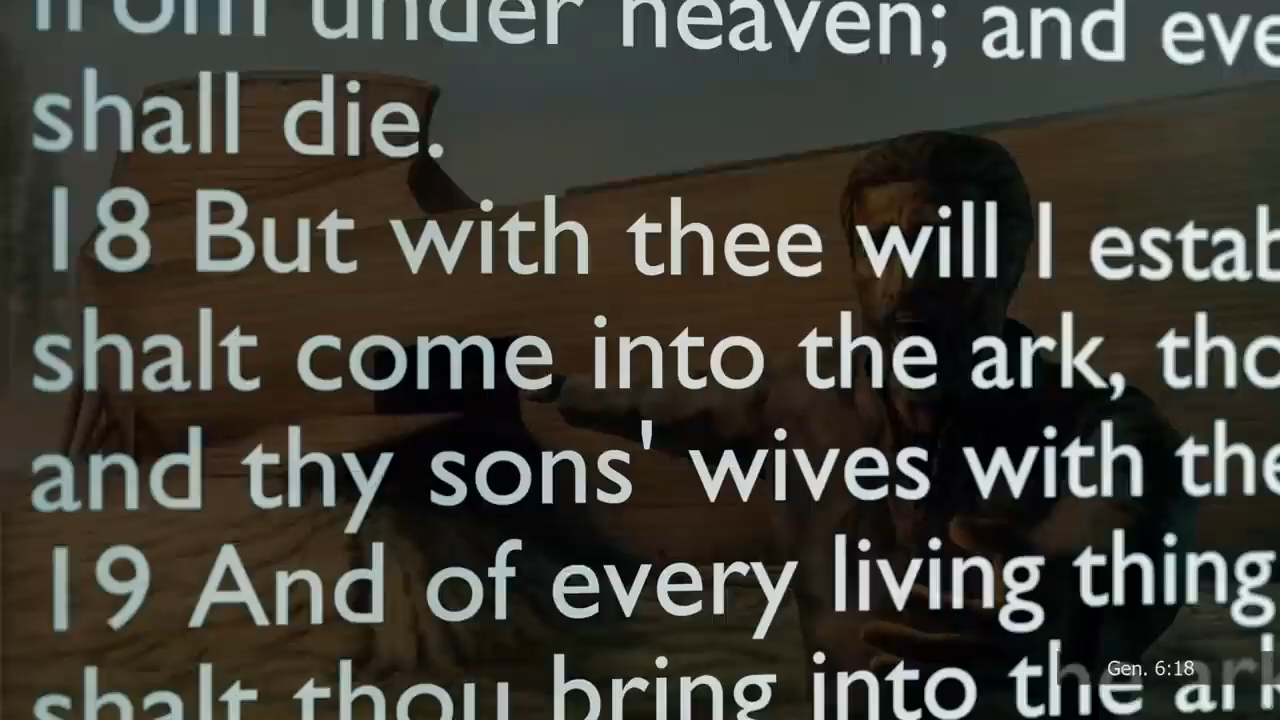 from under heaven; and eve
shall die.
18 But with thee will I estab
shalt come into the ark, tho
and thy sons' wives with the
19 And of every living thing
shalt thou bring into the ark
Gen. 6:18